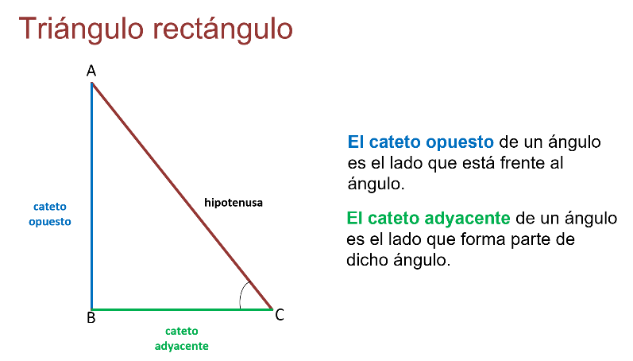 Triángulo rectángulo
A
cateto
opuesto
hipotenusa
B
C
cateto
adyacente
El cateto opuesto de un ángulo
es el lado que está frente al
ángulo.
El cateto adyacente de un ángulo
es el lado que forma parte de
dicho ángulo.